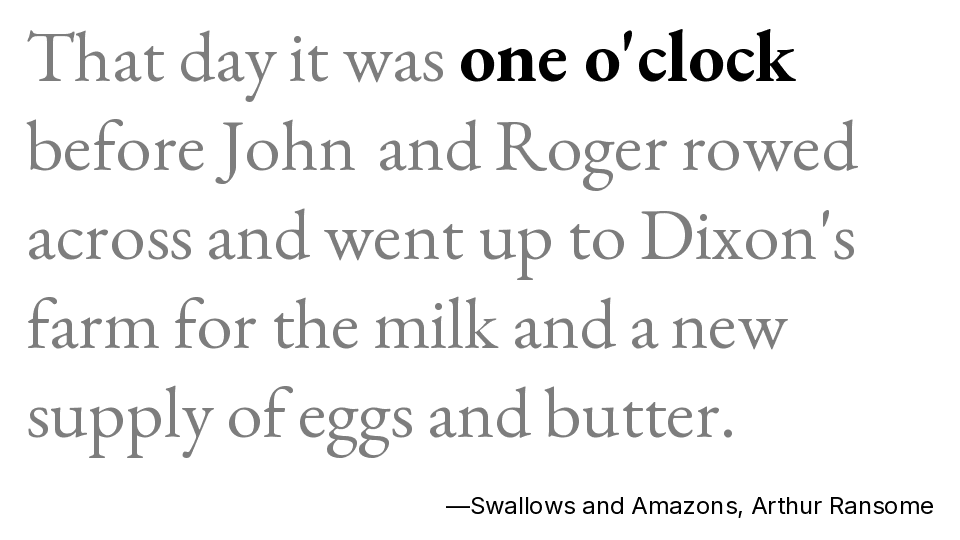 That day it was one o'clock
before John and Roger rowed
across and went up to Dixon's
farm for the milk and a new
supply of eggs and butter.
—Swallows and Amazons, Arthur Ransome